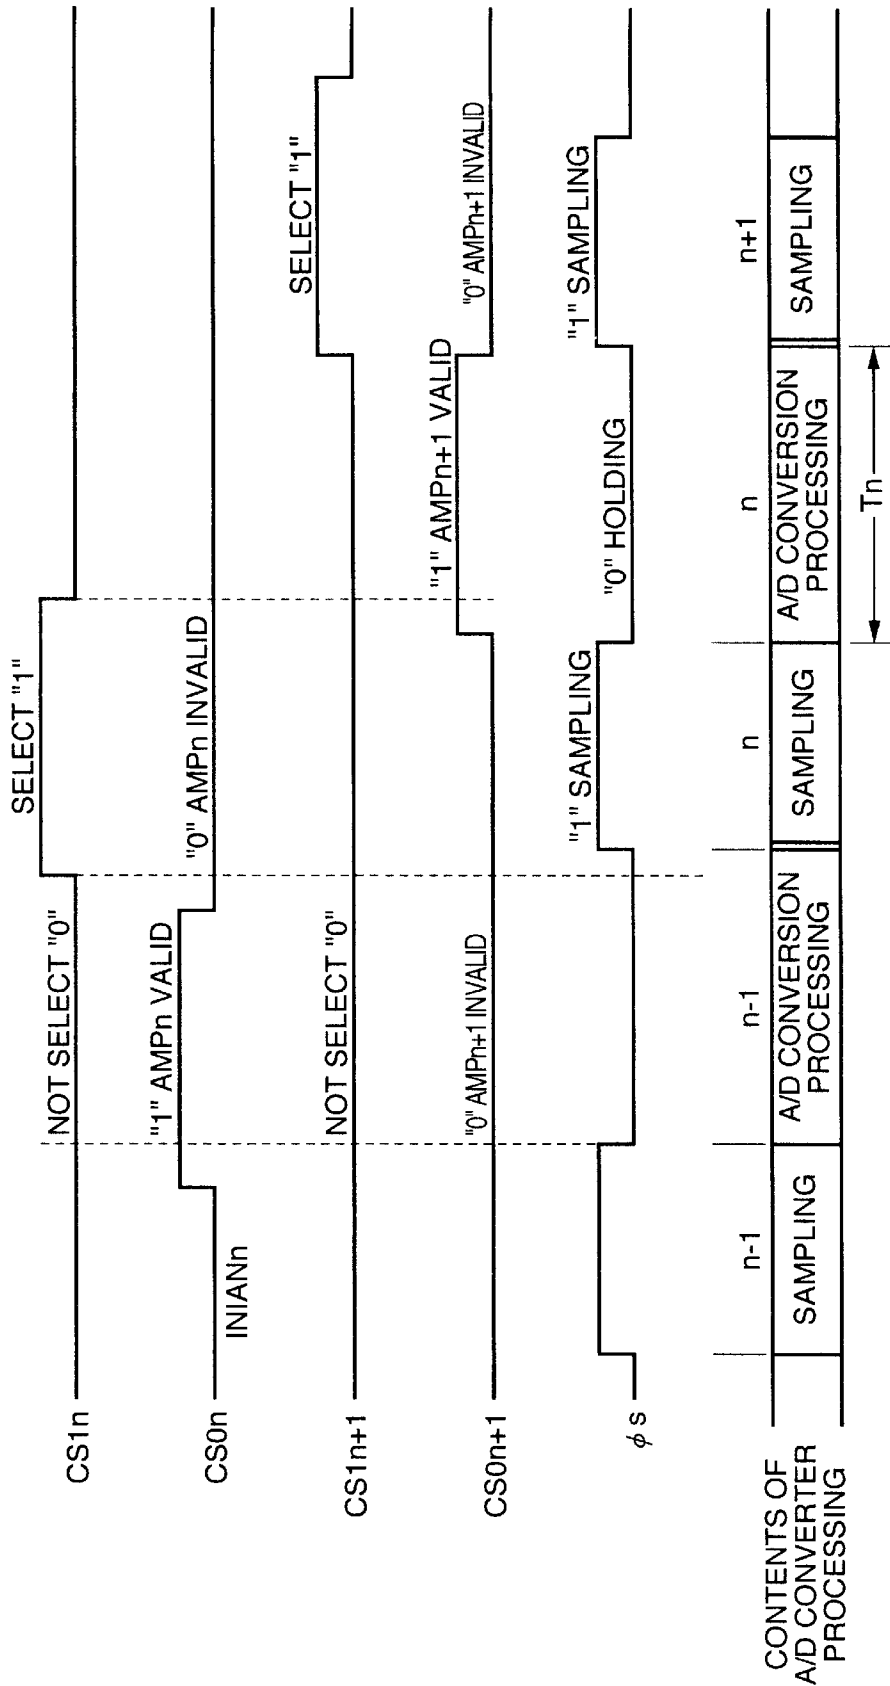 CS1n
NOT SELECT "0"
SELECT "1"
CS0n
INIANn
"1" AMPn VALID
"0" AMPn INVALID
CS1n+1
NOT SELECT "0"
SELECT "1"
CS0n+1
"0" AMPn+1 INVALID
"1" AMPn+1 VALID
"0" AMPn+1 INVALID
ϕs
"1" SAMPLING
"0" HOLDING
"1" SAMPLING
n-1
n-1
n
n
n+1
CONTENTS OF
A/D CONVERTER
PROCESSING
SAMPLING
A/D CONVERSION
PROCESSING
SAMPLING
A/D CONVERSION
PROCESSING
SAMPLING
Tn